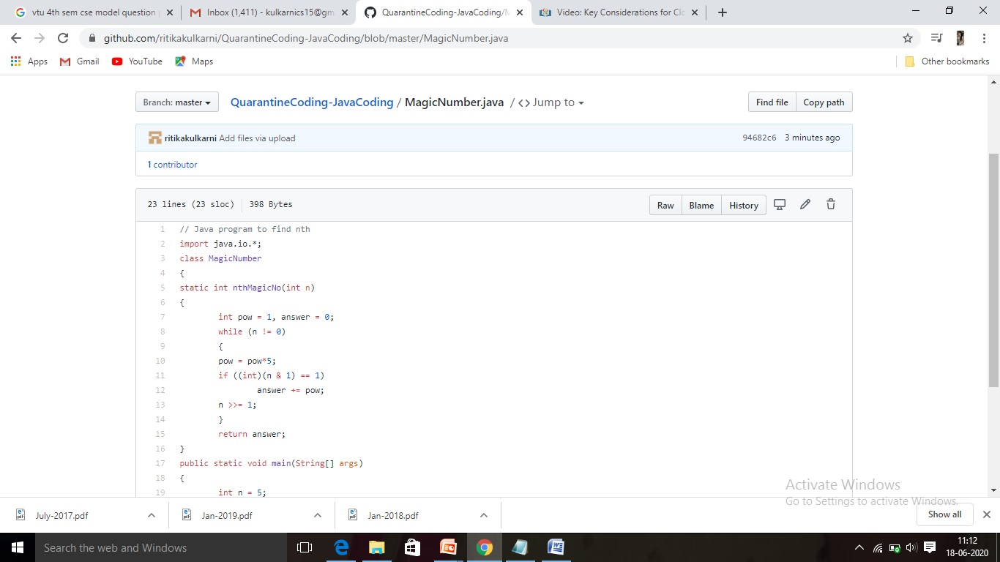 vtu 4th sem cse model question
Inbox (1,411) - kulkarnics15@gm
QuarantineCoding-JavaCoding/M
Video: Key Considerations for Clo
github.com/ritikakulkarni/QuarantineCoding-JavaCoding/blob/master/MagicNumber.java
Apps Gmail YouTube Maps Other bookmarks
Branch: master QuarantineCoding-JavaCoding / MagicNumber.java / <> Jump to Find file Copy path
ritikakulkarni Add files via upload 94682c6 3 minutes ago
1 contributor
23 lines (23 sloc) 398 Bytes Raw Blame History
1 // Java program to find nth
2 import java.io.*;
3 class MagicNumber
4 {
5 static int nthMagicNo(int n)
6 {
7 int pow = 1, answer = 0;
8 while (n != 0)
9 {
10 pow = pow*5;
11 if ((int)(n & 1) == 1)
12 answer += pow;
13 n >>= 1;
14 }
15 return answer;
16 }
17 public static void main(String[] args)
18 {
19 int n = 5;
Activate Windows
Go to Settings to activate Windows.
July-2017.pdf Jan-2019.pdf Jan-2018.pdf Show all
Search the web and Windows
11:12
18-06-2020